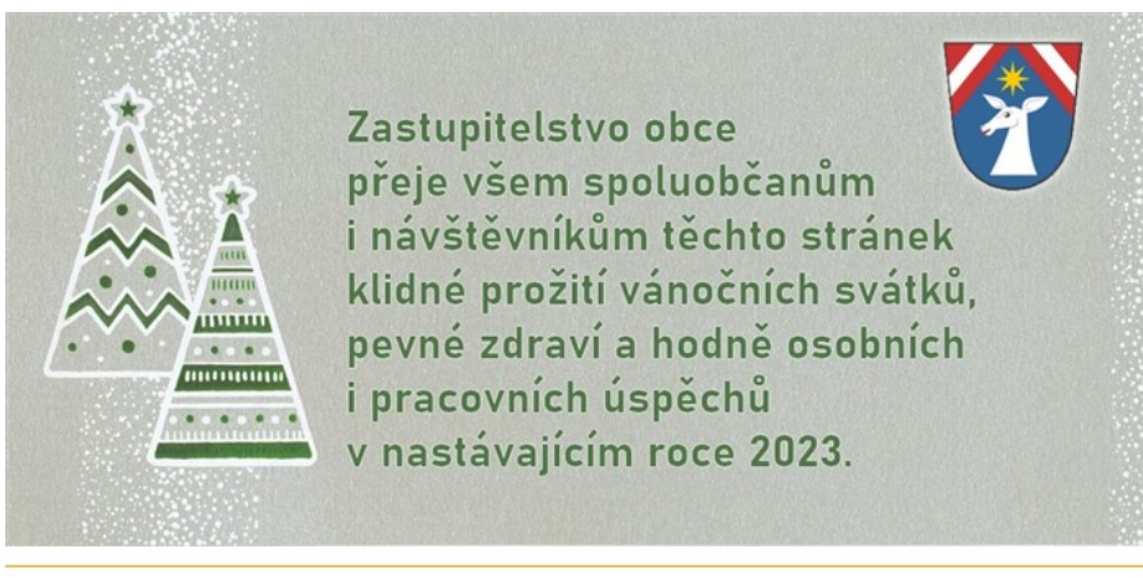 Zastupitelstvo obce
přeje všem spoluobčanům
i návštěvníkům těchto stránek
klidné prožití vánočních svátků,
pevné zdraví a hodně osobních
i pracovních úspěchů
v nastávajícím roce 2023.